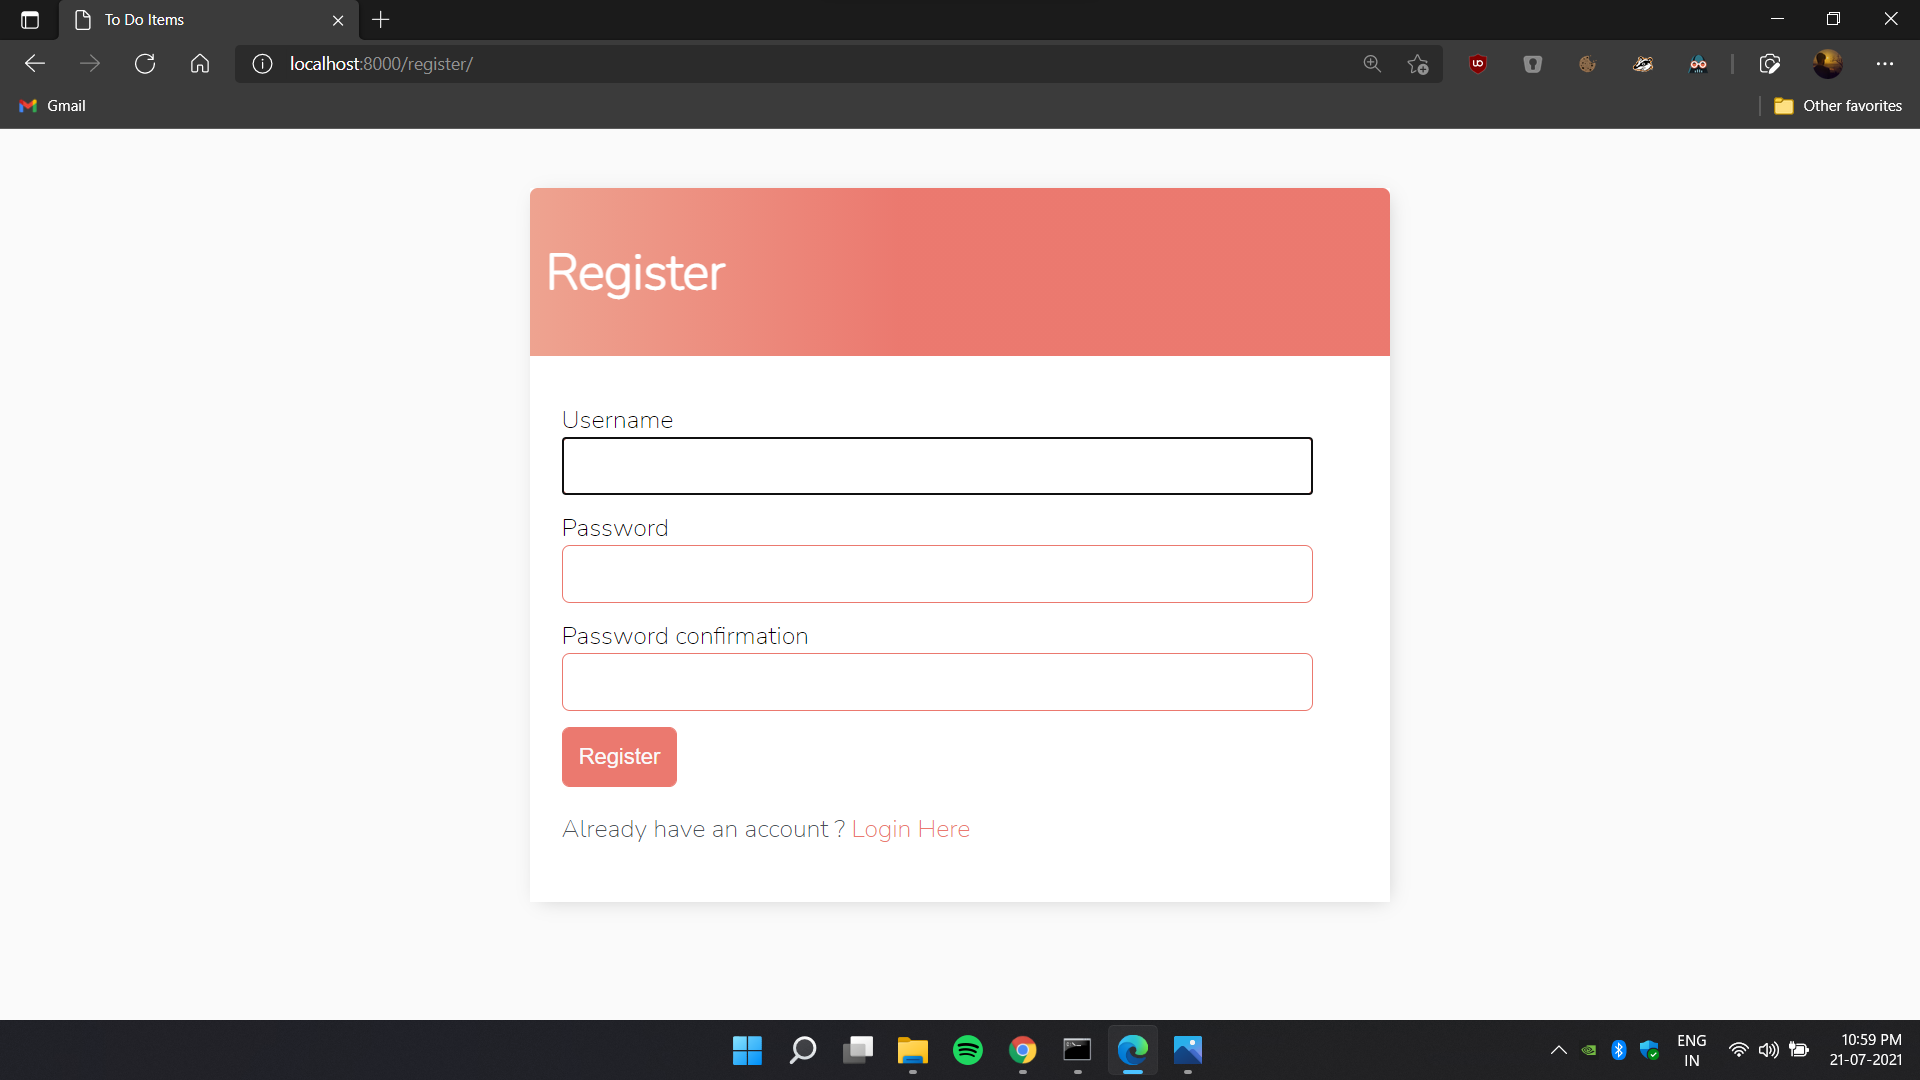 To Do Items
localhost:8000/register/
Gmail
Other favorites
Register
Username
Password
Password confirmation
Register
Already have an account ? Login Here
ENG
IN
10:59 PM
21-07-2021